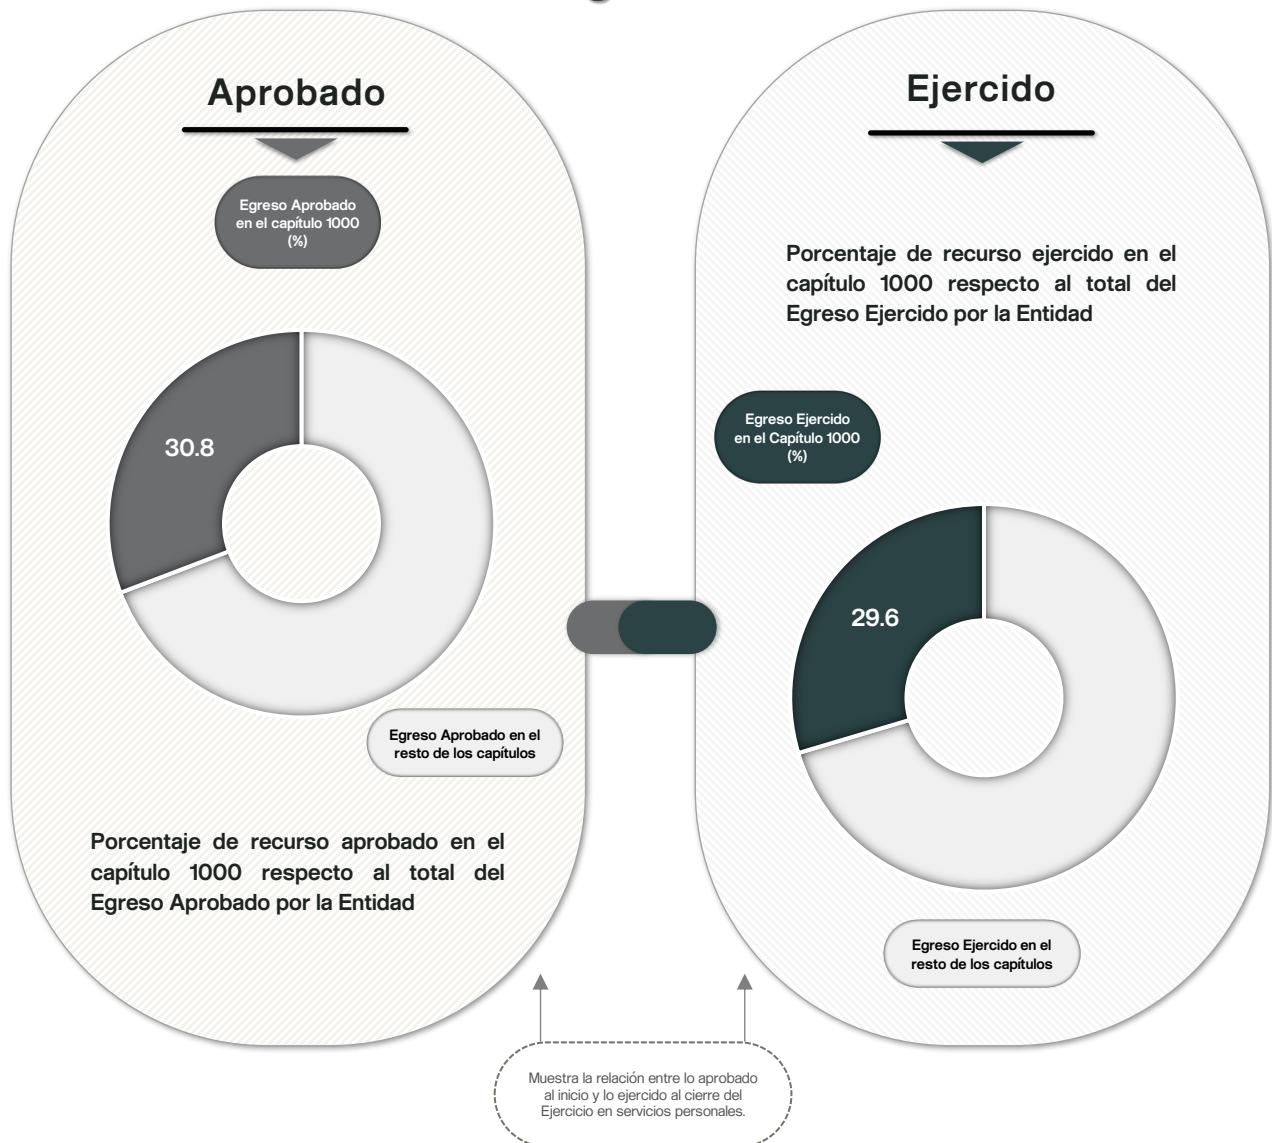 Aprobado
Egreso Aprobado
en el capítulo 1000
(%)
30.8
Egreso Aprobado en el
resto de los capítulos
Porcentaje de recurso aprobado en el
capítulo 1000 respecto al total del
Egreso Aprobado por la Entidad
Ejercido
Porcentaje de recurso ejercido en el
capítulo 1000 respecto al total del
Egreso Ejercido por la Entidad
Egreso Ejercido
en el Capítulo 1000
(%)
29.6
Egreso Ejercido en el
resto de los capítulos
Muestra la relación entre lo aprobado
al inicio y lo ejercido al cierre del
Ejercicio en servicios personales.